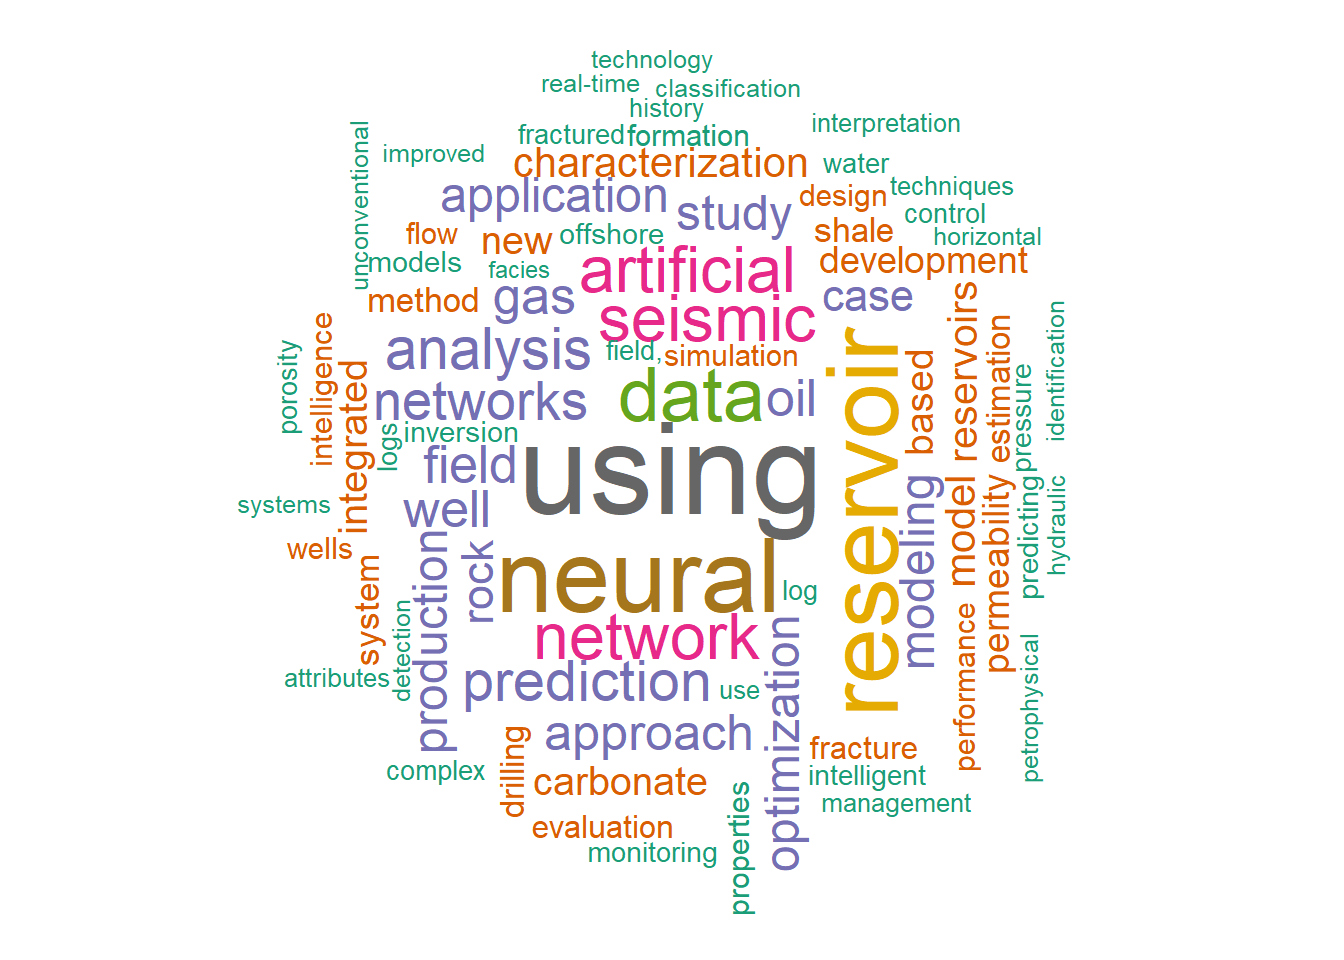 technology
real-time
classification
history
interpretation
fractured
formation
unconventional
improved
characterization
water
techniques
application
study
design
control
flow
new
offshore
shale
horizontal
models
facies
artificial
development
method
gas
seismic
case
reservoirs
intelligence
porosity
analysis
field,
simulation
reservoir
based
estimation
pressure
identification
integrated
networks
data
oil
logs
inversion
using
field
well
modeling
model
permeability
predicting
hydraulic
systems
wells
system
production
rock
neural
log
detection
network
performance
petrophysical
attributes
prediction
use
optimization
approach
fracture
complex
drilling
carbonate
intelligent
management
properties
evaluation
monitoring